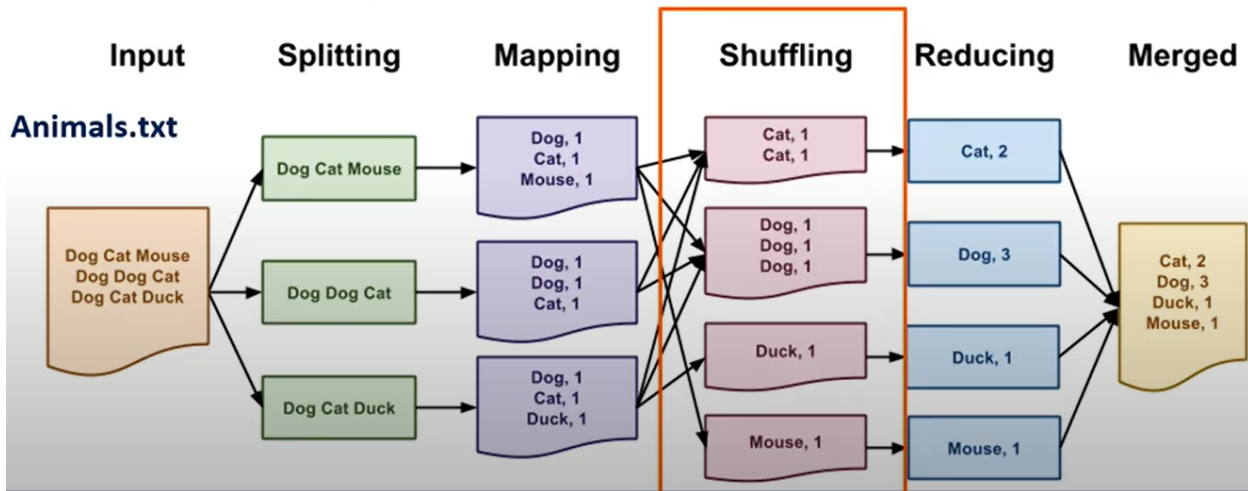 Input
Splitting
Mapping
Shuffling
Reducing
Merged
Animals.txt
Dog Cat Mouse
Dog Dog Cat
Dog Cat Duck
Dog Cat Mouse
Dog Dog Cat
Dog Cat Duck
Dog, 1
Cat, 1
Mouse, 1
Dog, 1
Dog, 1
Cat, 1
Dog, 1
Cat, 1
Duck, 1
Cat, 1
Cat, 1
Dog, 1
Dog, 1
Dog, 1
Duck, 1
Mouse, 1
Cat, 2
Dog, 3
Duck, 1
Mouse, 1
Cat, 2
Dog, 3
Duck, 1
Mouse, 1